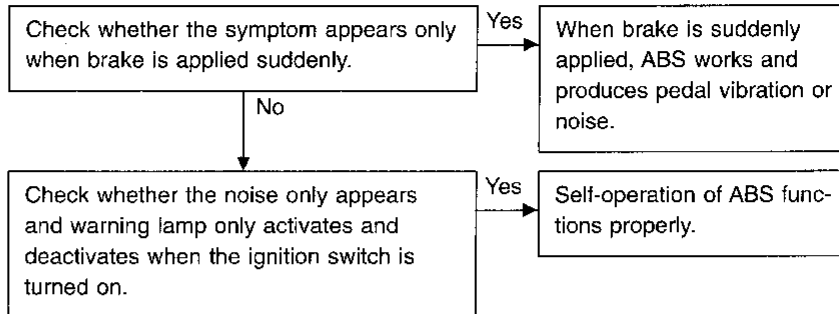 Check whether the symptom appears only
when brake is applied suddenly.
Yes
When brake is suddenly
applied, ABS works and
produces pedal vibration or
noise.
No
Check whether the noise only appears
and warning lamp only activates and
deactivates when the ignition switch is
turned on.
Yes
Self-operation of ABS func-
tions properly.